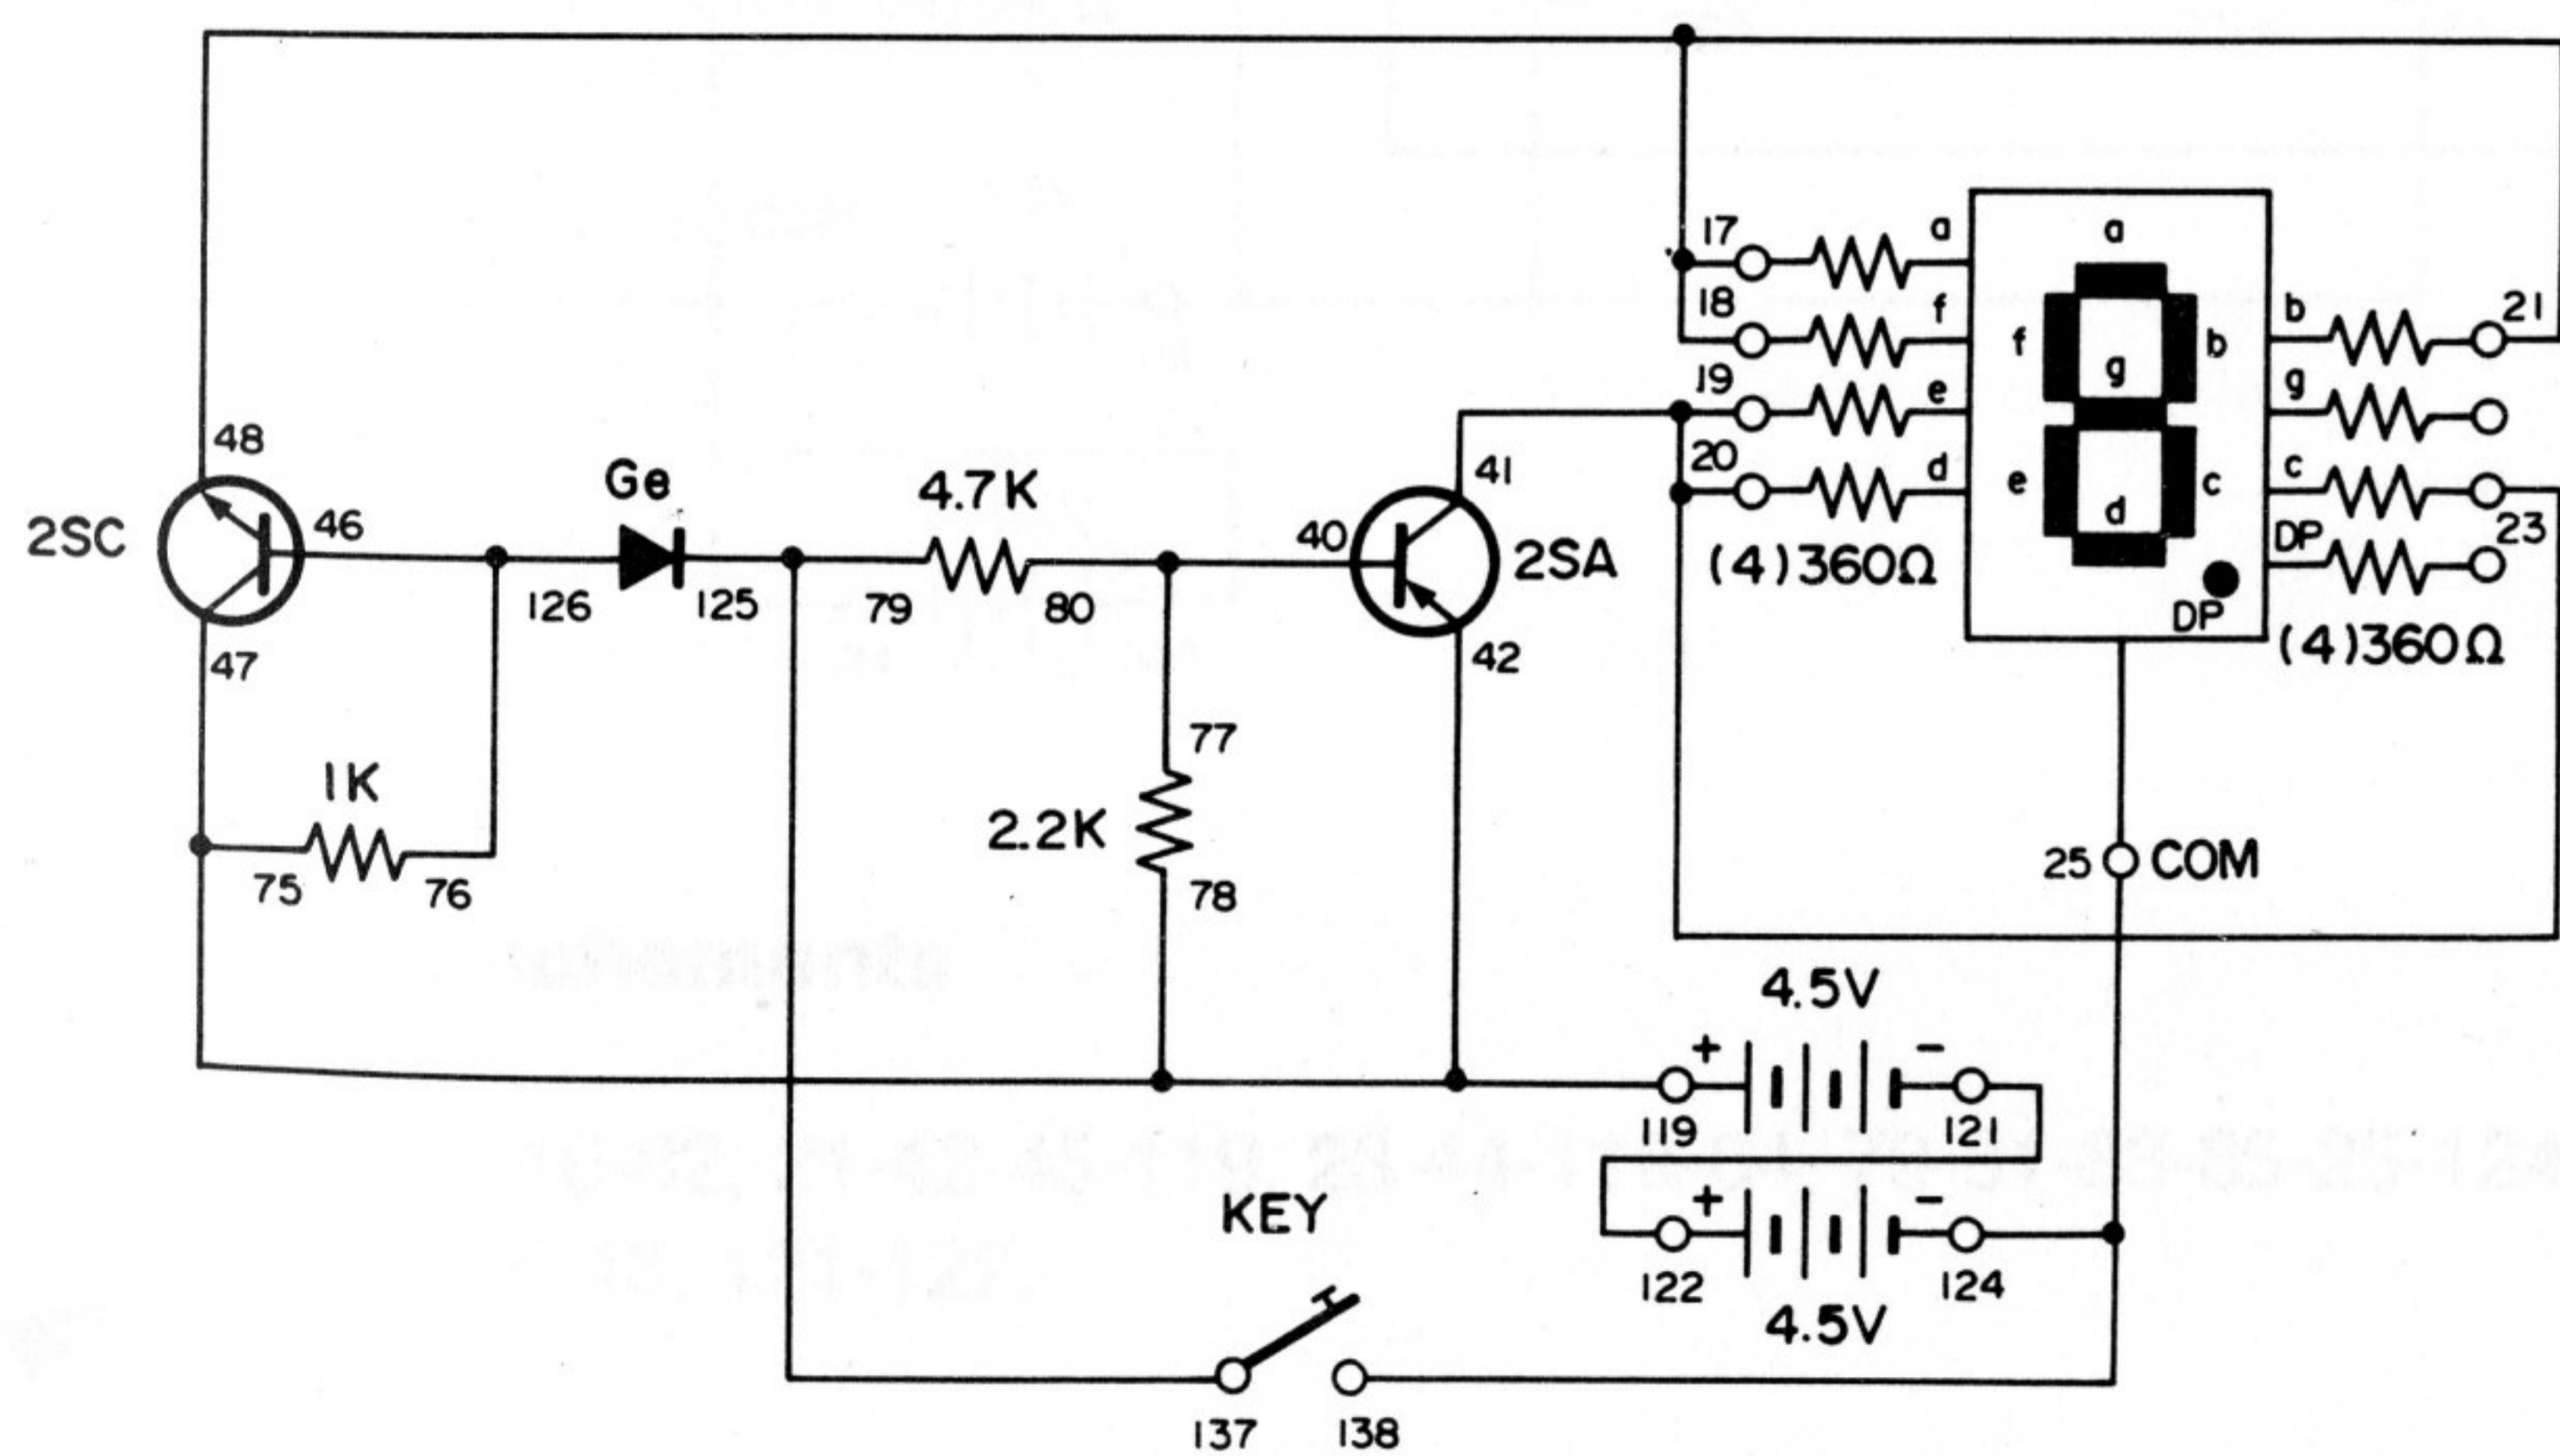 17
a
a
18
f
b
21
f
b
19
g
g
e
48
20
d
e
c
c
Ge
4.7K
41
46
40
d
DP
23
2SC
2SA
(4)360Ω
126
125
79
80
DP
(4)360Ω
47
42
77
1K
2.2K
75
76
78
25
COM
4.5V
+
−
119
121
KEY
+
−
122
124
4.5V
137
138